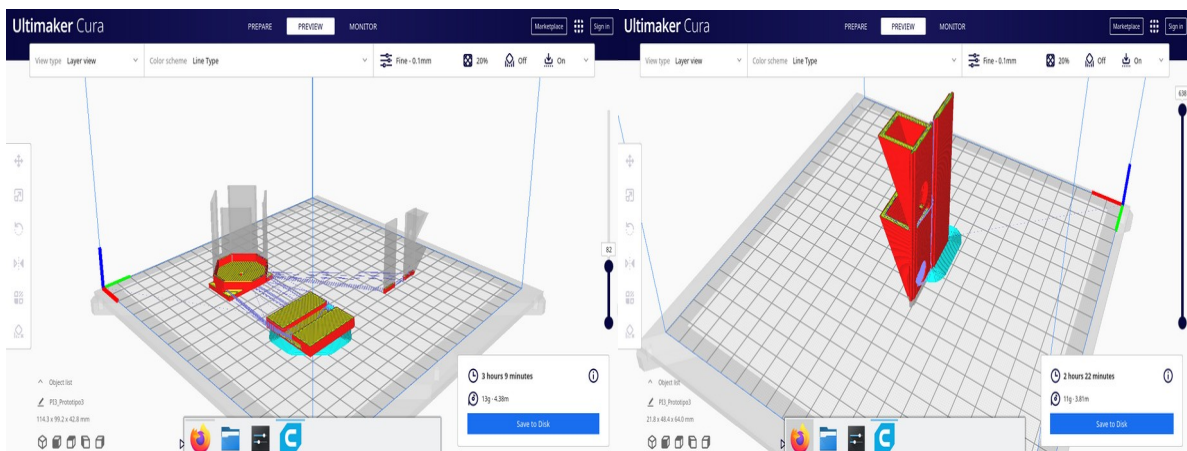 Ultimaker Cura PREPARE PREVIEW MONITOR Marketplace Sign in
View type Layer view Color scheme Line Type Fine - 0.1mm 20% Off On
82
Object list
PI3_Prototipo3
114.3 x 99.2 x 42.8 mm
3 hours 9 minutes
13g · 4.38m
Save to Disk
Ultimaker Cura PREPARE PREVIEW MONITOR Marketplace Sign in
View type Layer view Color scheme Line Type Fine - 0.1mm 20% Off On
638
Object list
PI3_Prototipo3
21.8 x 48.4 x 64.0 mm
2 hours 22 minutes
11g · 3.81m
Save to Disk